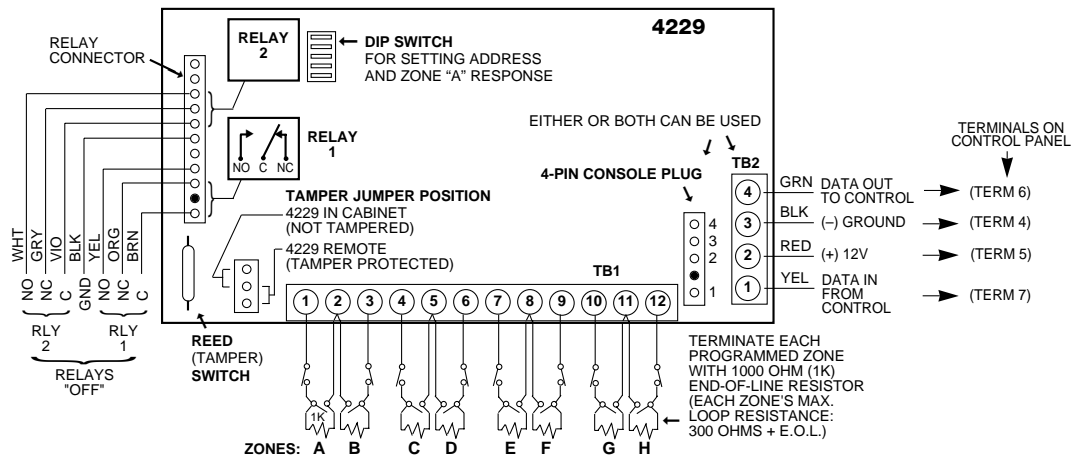 4229
RELAY
CONNECTOR
RELAY
2
DIP SWITCH
FOR SETTING ADDRESS
AND ZONE “A” RESPONSE
RELAY
1
NO C NC
EITHER OR BOTH CAN BE USED
TERMINALS ON
CONTROL PANEL
TB2
4-PIN CONSOLE PLUG
4
3
2
1
4 GRN DATA OUT
TO CONTROL (TERM 6)
3 BLK (–) GROUND (TERM 4)
2 RED (+) 12V (TERM 5)
1 YEL DATA IN
FROM
CONTROL (TERM 7)
TAMPER JUMPER POSITION
4229 IN CABINET
(NOT TAMPERED)
4229 REMOTE
(TAMPER PROTECTED)
TB1
1 2 3 4 5 6 7 8 9 10 11 12
WHT GRY VIO BLK YEL ORG BRN
NO NC C GND NO NC C
RLY
2
RLY
1
RELAYS
"OFF"
REED
(TAMPER)
SWITCH
TERMINATE EACH
PROGRAMMED ZONE
WITH 1000 OHM (1K)
END-OF-LINE RESISTOR
(EACH ZONE'S MAX.
LOOP RESISTANCE:
300 OHMS + E.O.L.)
1K
ZONES: A B C D E F G H